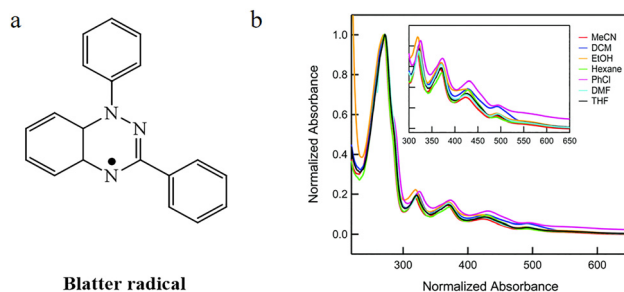 a
N
N
N
Blatter radical
b
Normalized Absorbance
1.0
0.8
0.6
0.4
0.2
0.0
300
400
500
600
Normalized Absorbance
300 350 400 450 500 550 600 650
MeCN
DCM
EtOH
Hexane
PhCl
DMF
THF